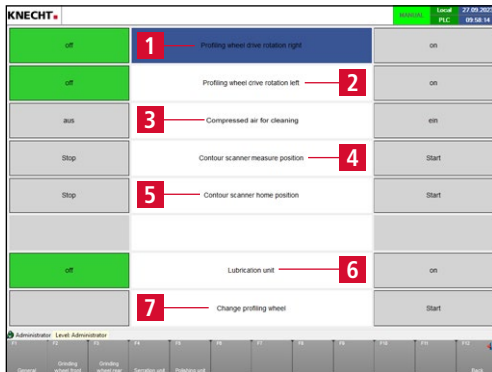 KNECHT
MANUAL
Local
PLC
27.09.2023
09:58:14
off
1
Profiling wheel drive rotation right
on
off
Profiling wheel drive rotation left
2
on
aus
3
Compressed air for cleaning
ein
Stop
Contour scanner measure position
4
Start
Stop
5
Contour scanner home position
Start
off
Lubrication unit
6
on
7
Change profiling wheel
Start
Administrator Level: Administrator
F1 F2 F3 F4 F5 F6 F7 F8 F9 F10 F11 F12
General
Grinding wheel front
Grinding wheel rear
Serration unit
Polishing unit
Back